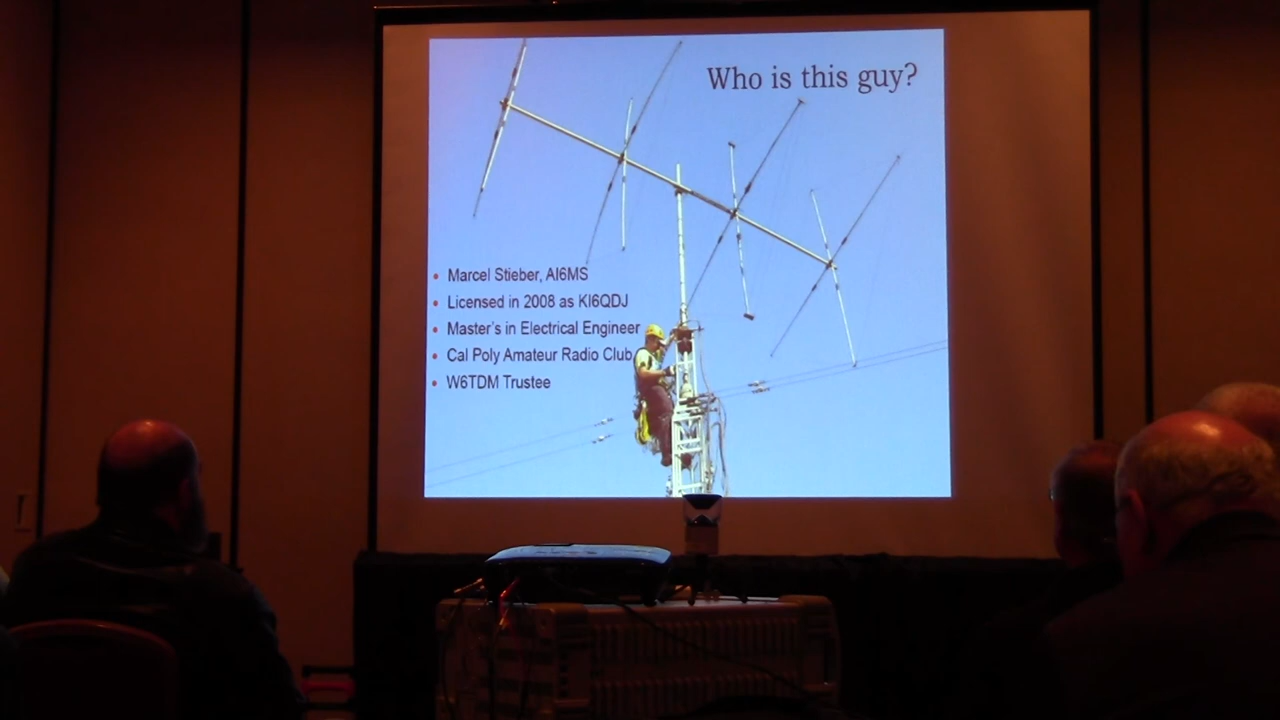 Who is this guy?
• Marcel Stieber, AI6MS
• Licensed in 2008 as KI6QDJ
• Master's in Electrical Engineer
• Cal Poly Amateur Radio Club
• W6TDM Trustee